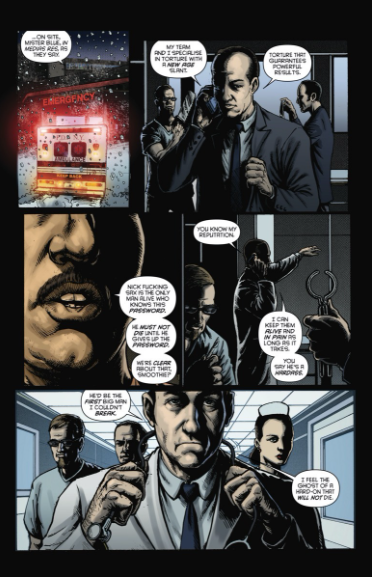 ...ON SITE,
MISTER BLUE. IN
MEDIAS RES, AS
THEY SAY.
EMERGENCY
AMBULANCE
KEEP BACK
MY TEAM
AND I SPECIALISE
IN TORTURE WITH
A NEW AGE
SLANT.
TORTURE THAT
GUARANTEES
POWERFUL
RESULTS.
NICK FUCKING
SAX IS THE ONLY
MAN ALIVE WHO
KNOWS THIS
PASSWORD.
HE MUST NOT
DIE UNTIL HE
GIVES UP THE
PASSWORD.
WE'RE CLEAR
ABOUT THAT,
SMOOTHIE?
YOU KNOW MY
REPUTATION.
I CAN
KEEP THEM
ALIVE AND
IN PAIN AS
LONG AS IT
TAKES.
YOU
SAY HE'S A
HARDASS.
HE'D BE THE
FIRST BIG MAN
I COULDN'T
BREAK.
I FEEL THE
GHOST OF A
HARD-ON THAT
WILL NOT DIE.